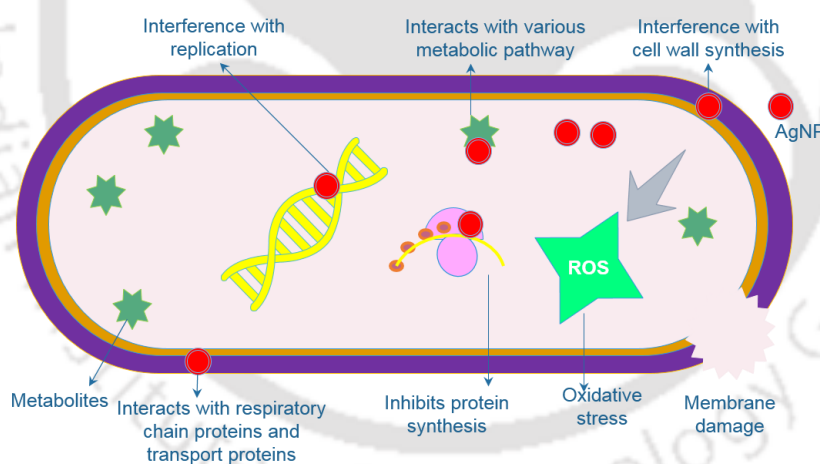 Interference with
replication
Interacts with various
metabolic pathway
Interference with
cell wall synthesis
AgNP
ROS
Metabolites
Interacts with respiratory
chain proteins and
transport proteins
Inhibits protein
synthesis
Oxidative
stress
Membrane
damage